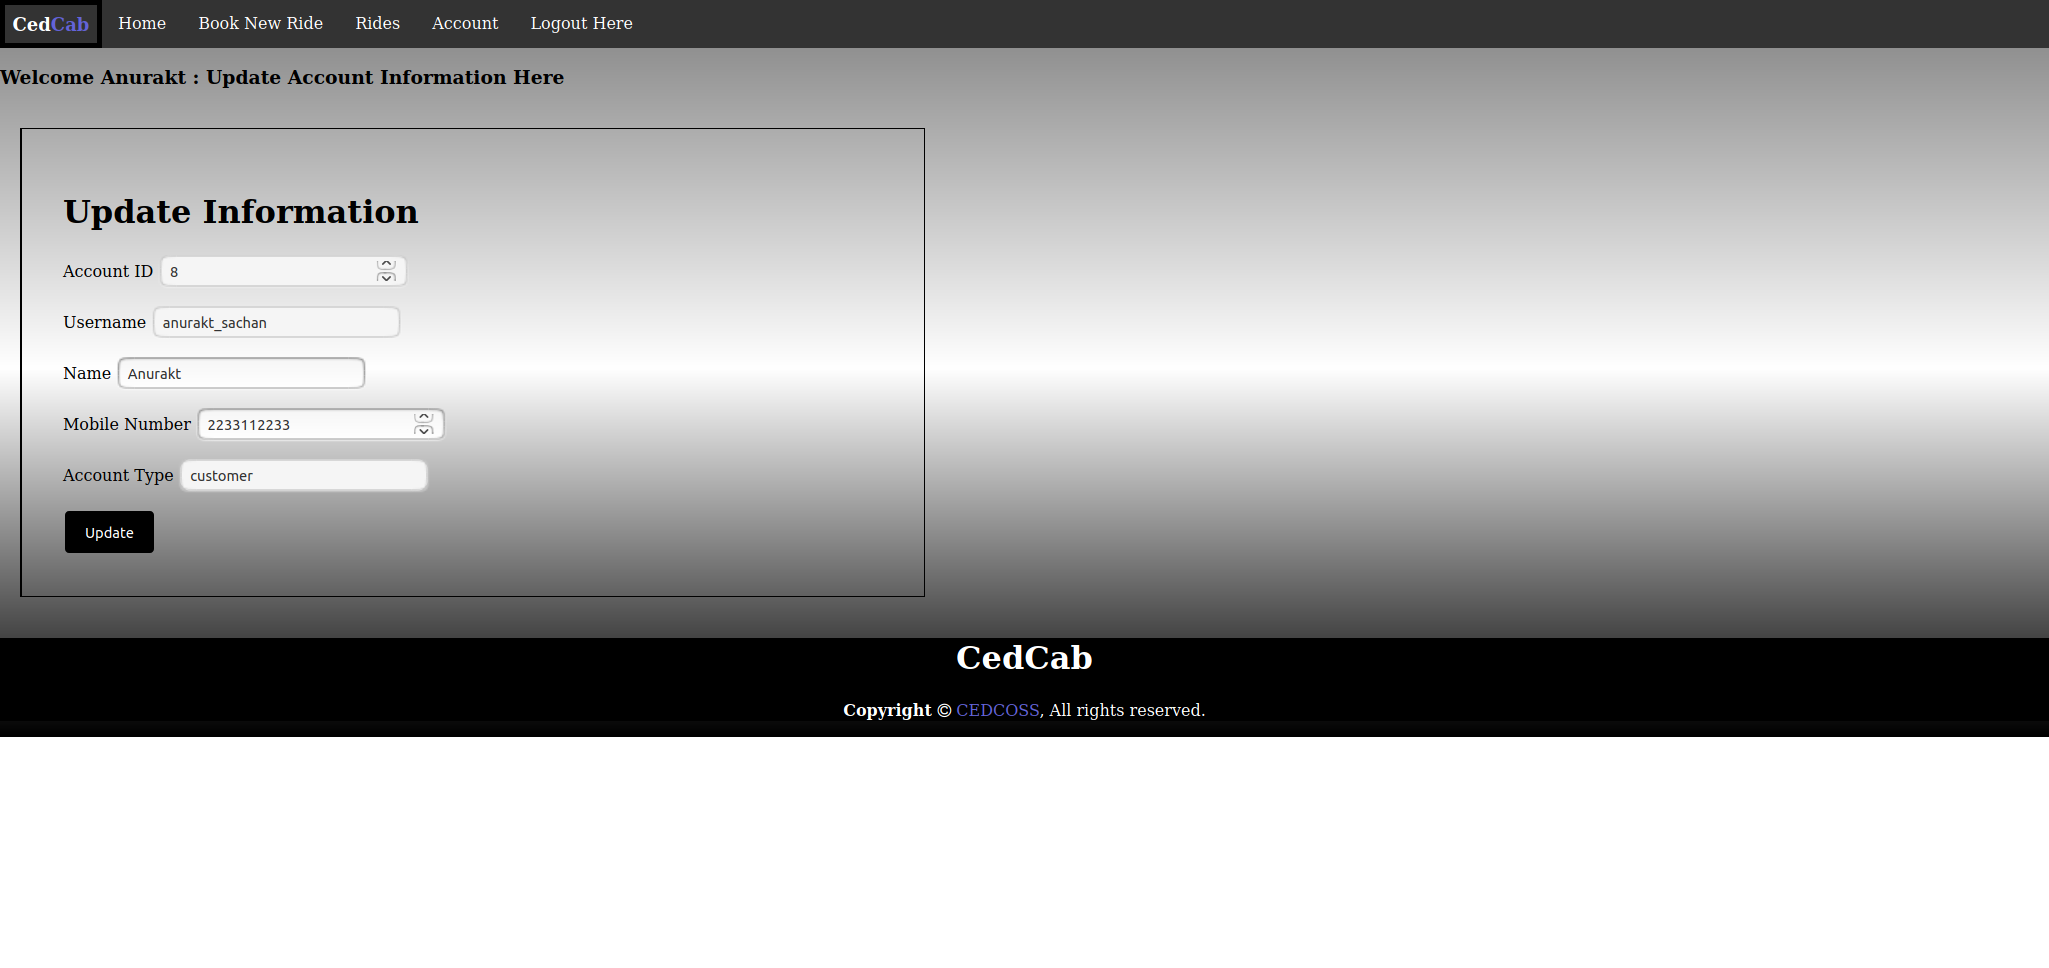 CedCab Home Book New Ride Rides Account Logout Here
Welcome Anurakt : Update Account Information Here
Update Information
Account ID 8
Username anurakt_sachan
Name Anurakt
Mobile Number 2233112233
Account Type customer
Update
CedCab
Copyright © CEDCOSS, All rights reserved.